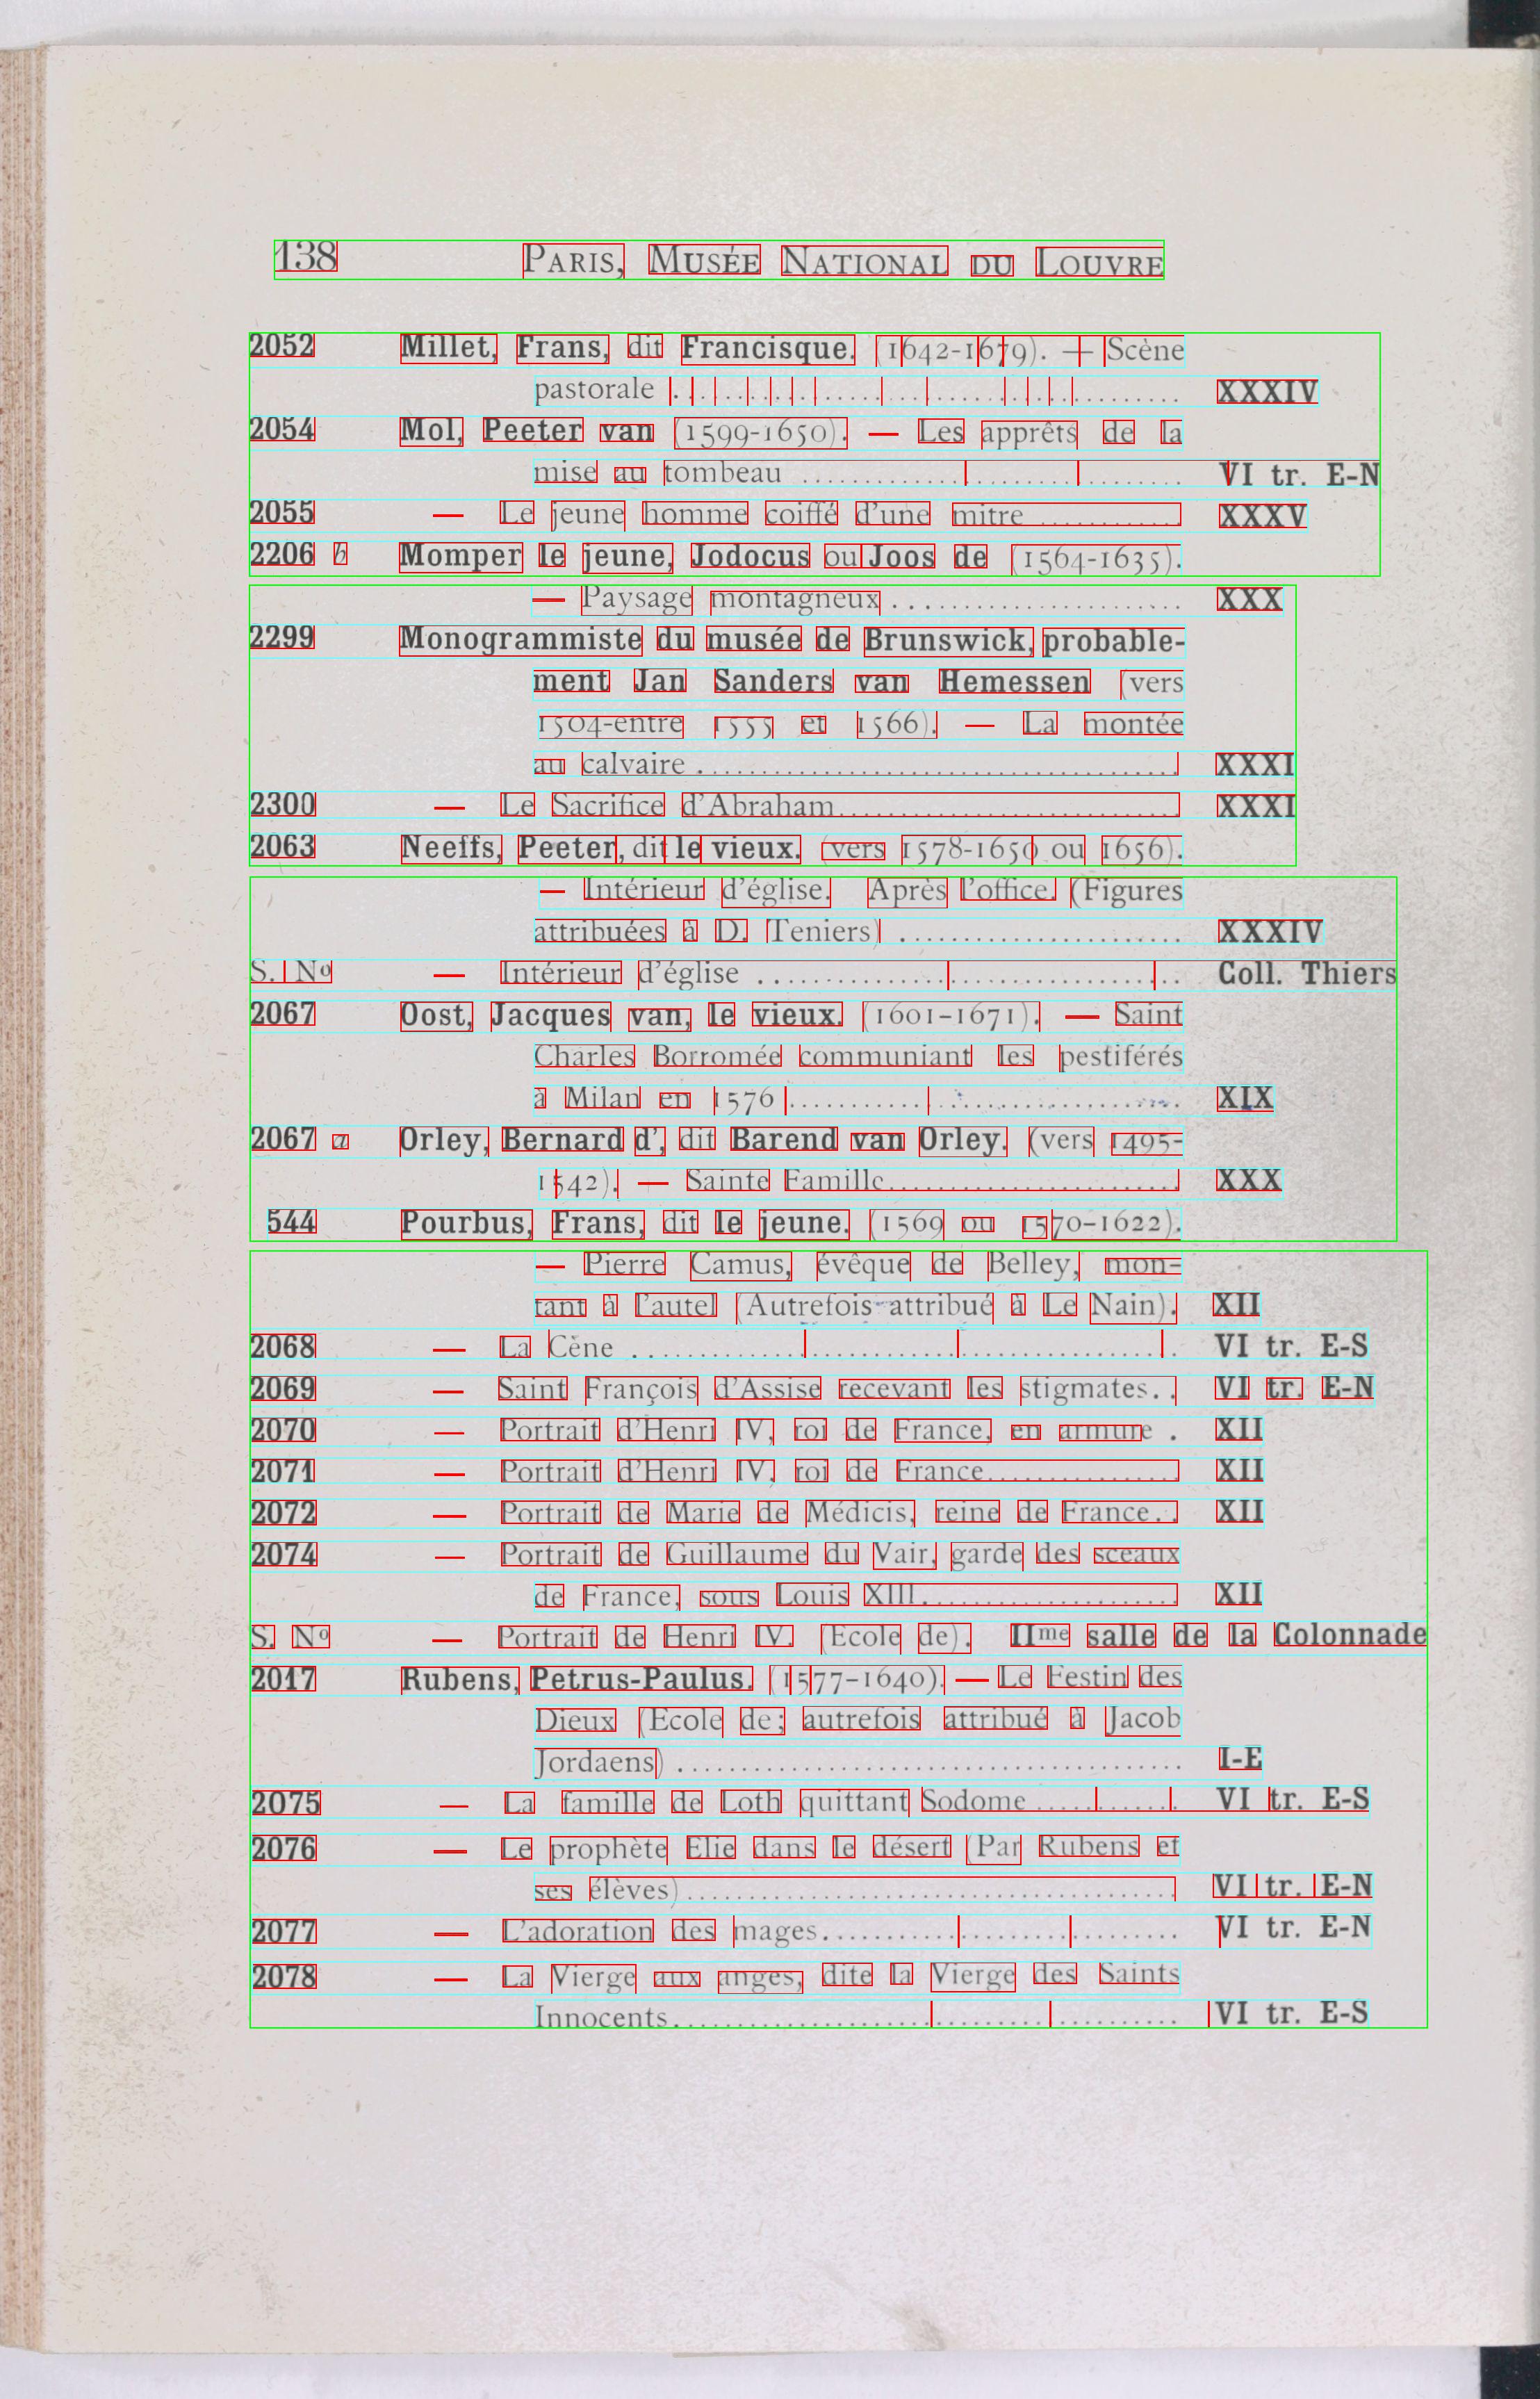 138 PARIS, MUSÉE NATIONAL DU LOUVRE
2052 Millet, Frans, dit Francisque. (1642-1679). — Scène
pastorale ........................ XXXIV
2054 Mol, Peeter van (1599-1650). — Les apprêts de la
mise au tombeau ........................ VI tr. E-N
2055 — Le jeune homme coiffé d'une mitre ............ XXXV
2206 b Momper le jeune, Jodocus ou Joos de (1564-1635).
— Paysage montagneux ...................... XXX
2299 Monogrammiste du musée de Brunswick, probable-
ment Jan Sanders van Hemessen (vers
1504-entre 1555 et 1566). — La montée
au calvaire .................................... XXXI
2300 — Le Sacrifice d'Abraham.......................... XXXI
2063 Neeffs, Peeter, dit le vieux. (vers 1578-1650 ou 1656).
— Intérieur d'église. Après l'office. (Figures
attribuées à D. Teniers) ...................... XXXIV
S. Nº — Intérieur d'église ................................ Coll. Thiers
2067 Oost, Jacques van, le vieux. (1601-1671). — Saint
Charles Borromée communiant les pestiférés
à Milan en 1576 .............................. XIX
2067 a Orley, Bernard d', dit Barend van Orley. (vers 1495-
1542). — Sainte Famille...................... XXX
544 Pourbus, Frans, dit le jeune. (1569 ou 1570-1622).
— Pierre Camus, évêque de Belley, mon-
tant à l'autel (Autrefois attribué à Le Nain). XII
2068 — La Cène ........................................ VI tr. E-S
2069 — Saint François d'Assise recevant les stigmates.. VI tr. E-N
2070 — Portrait d'Henri IV, roi de France, en armure . XII
2071 — Portrait d'Henri IV, roi de France............... XII
2072 — Portrait de Marie de Médicis, reine de France... XII
2074 — Portrait de Guillaume du Vair, garde des sceaux
de France, sous Louis XIII.................... XII
S. Nº — Portrait de Henri IV. (Ecole de). IIme salle de la Colonnade
2017 Rubens, Petrus-Paulus. (1577-1640). — Le Festin des
Dieux (Ecole de; autrefois attribué à Jacob
Jordaens) ...................................... I-E
2075 — La famille de Loth quittant Sodome ........... VI tr. E-S
2076 — Le prophète Elie dans le désert (Par Rubens et
ses élèves) ..................................... VI tr. E-N
2077 — L'adoration des mages........................... VI tr. E-N
2078 — La Vierge aux anges, dite la Vierge des Saints
Innocents...................................... VI tr. E-S